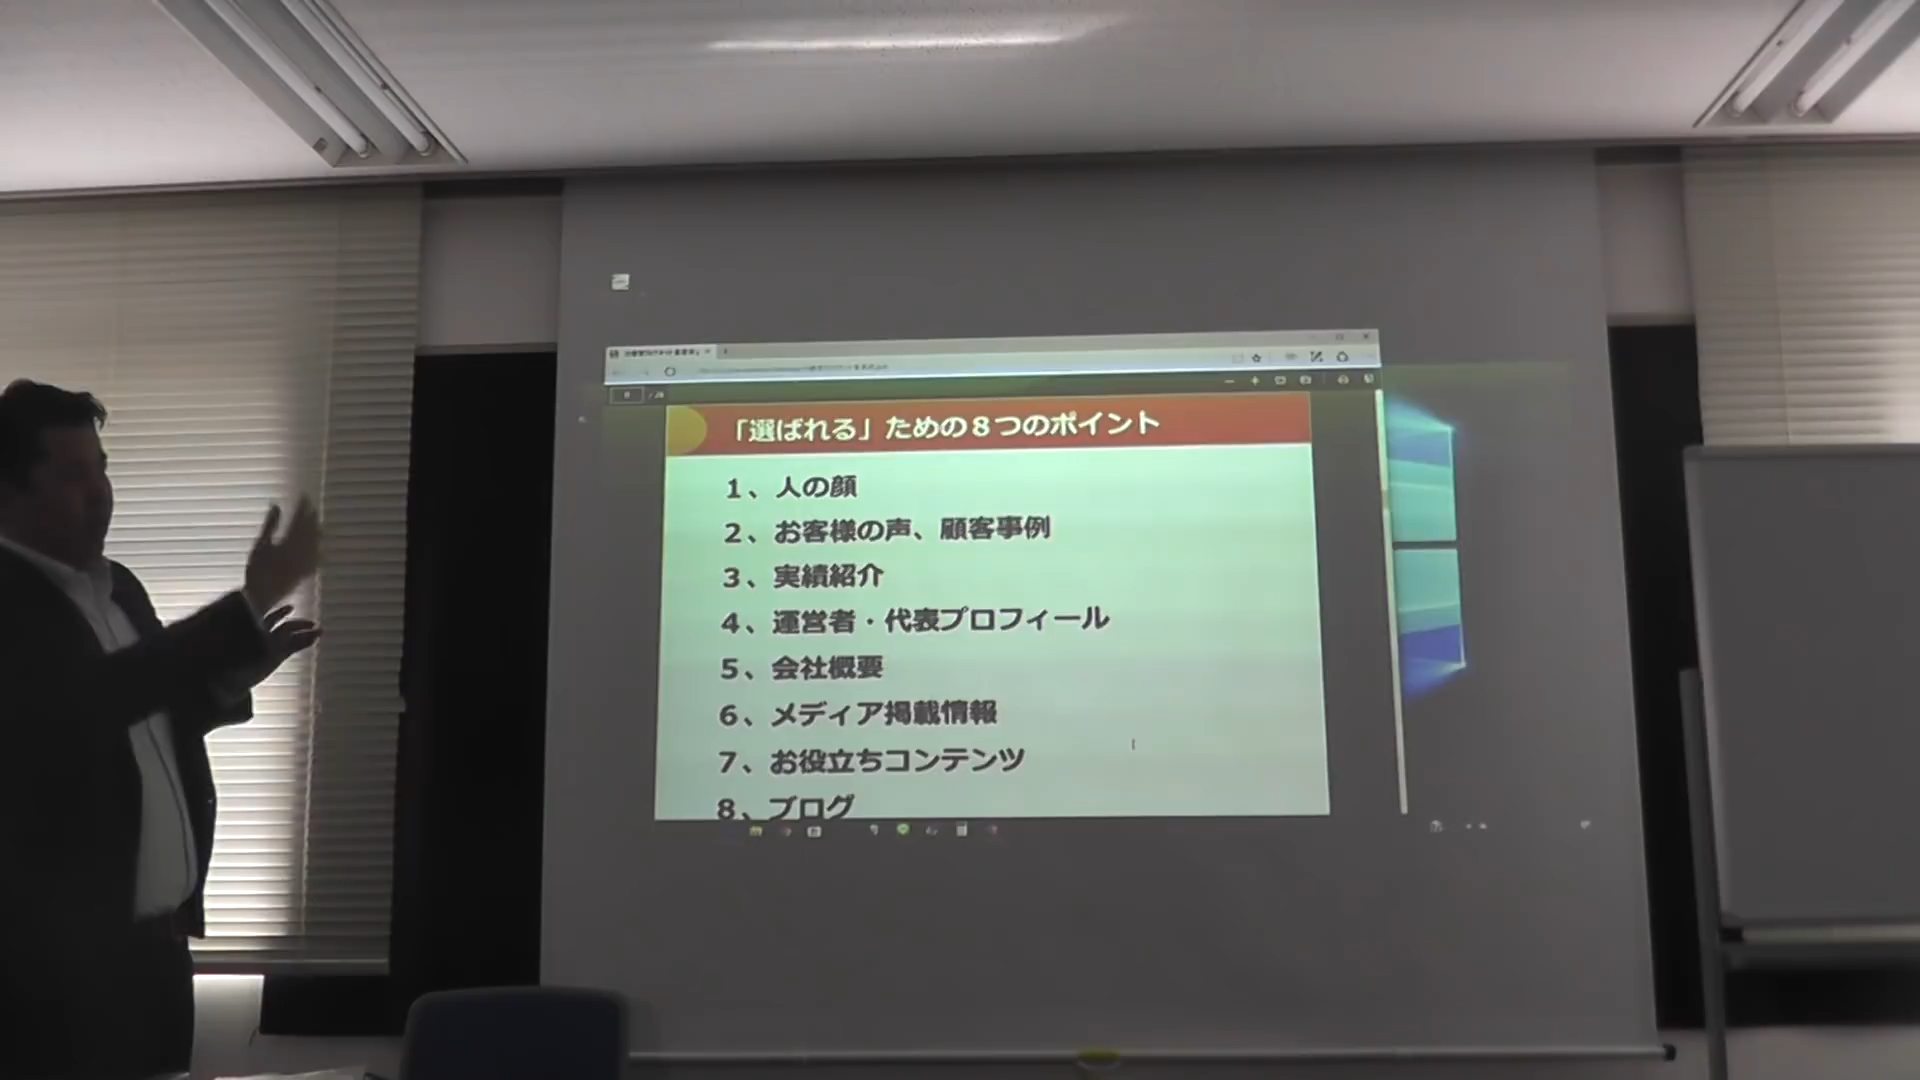 「選ばれる」ための８つのポイント
１、人の顔
２、お客様の声、顧客事例
３、実績紹介
４、運営者・代表プロフィール
５、会社概要
６、メディア掲載情報
７、お役立ちコンテンツ
８、ブログ